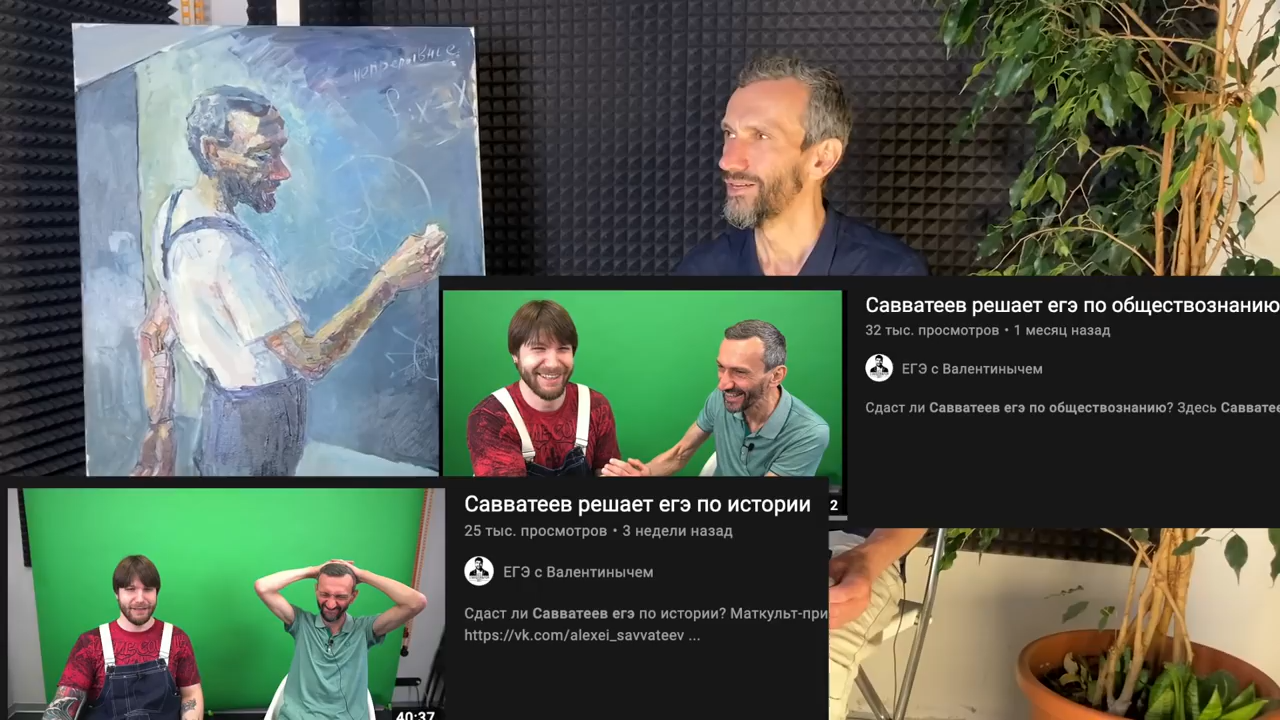 непрерывные
f: X → X
Савватеев решает егэ по обществознанию
32 тыс. просмотров • 1 месяц назад
ЕГЭ с Валентинычем
Сдаст ли Савватеев егэ по обществознанию? Здесь
2
Савватеев решает егэ по истории
25 тыс. просмотров • 3 недели назад
ЕГЭ с Валентинычем
Сдаст ли Савватеев егэ по истории? Маткульт-при
https://vk.com/alexei_savvateev ...
40:37